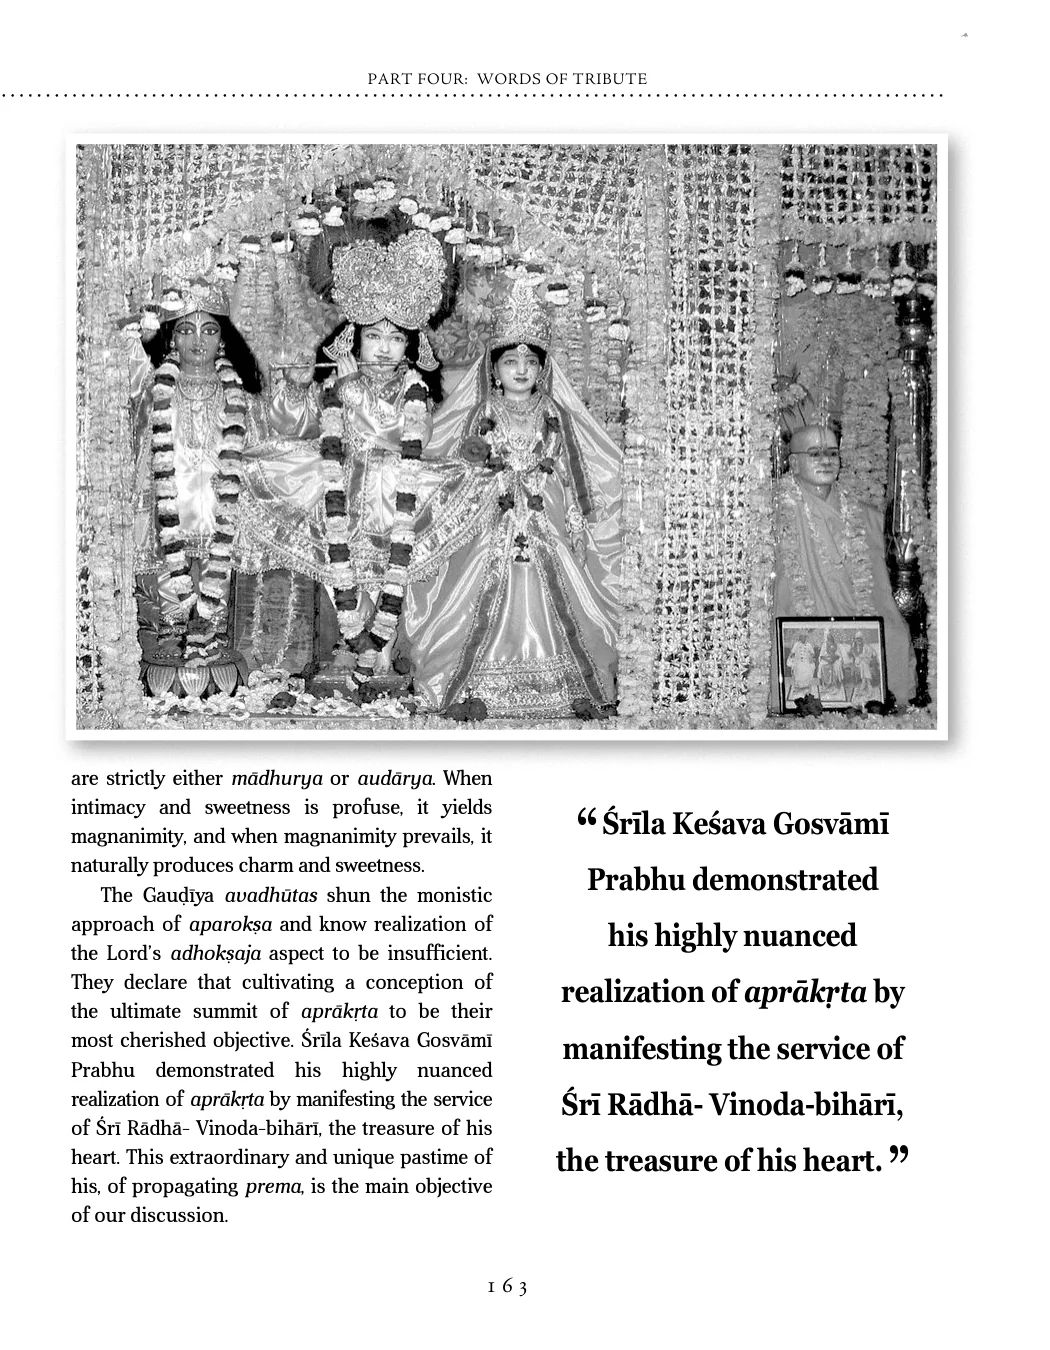 PART FOUR: WORDS OF TRIBUTE
are strictly either mādhurya or audārya. When
intimacy and sweetness is profuse, it yields
magnanimity, and when magnanimity prevails, it
naturally produces charm and sweetness.
The Gauḍīya avadhūtas shun the monistic
approach of aparokṣa and know realization of
the Lord's adhokṣaja aspect to be insufficient.
They declare that cultivating a conception of
the ultimate summit of aprākṛta to be their
most cherished objective. Śrīla Keśava Gosvāmī
Prabhu demonstrated his highly nuanced
realization of aprākṛta by manifesting the service
of Śrī Rādhā- Vinoda-bihārī, the treasure of his
heart. This extraordinary and unique pastime of
his, of propagating prema, is the main objective
of our discussion.
“ Śrīla Keśava Gosvāmī
Prabhu demonstrated
his highly nuanced
realization of aprākṛta by
manifesting the service of
Śrī Rādhā- Vinoda-bihārī,
the treasure of his heart. ”
163